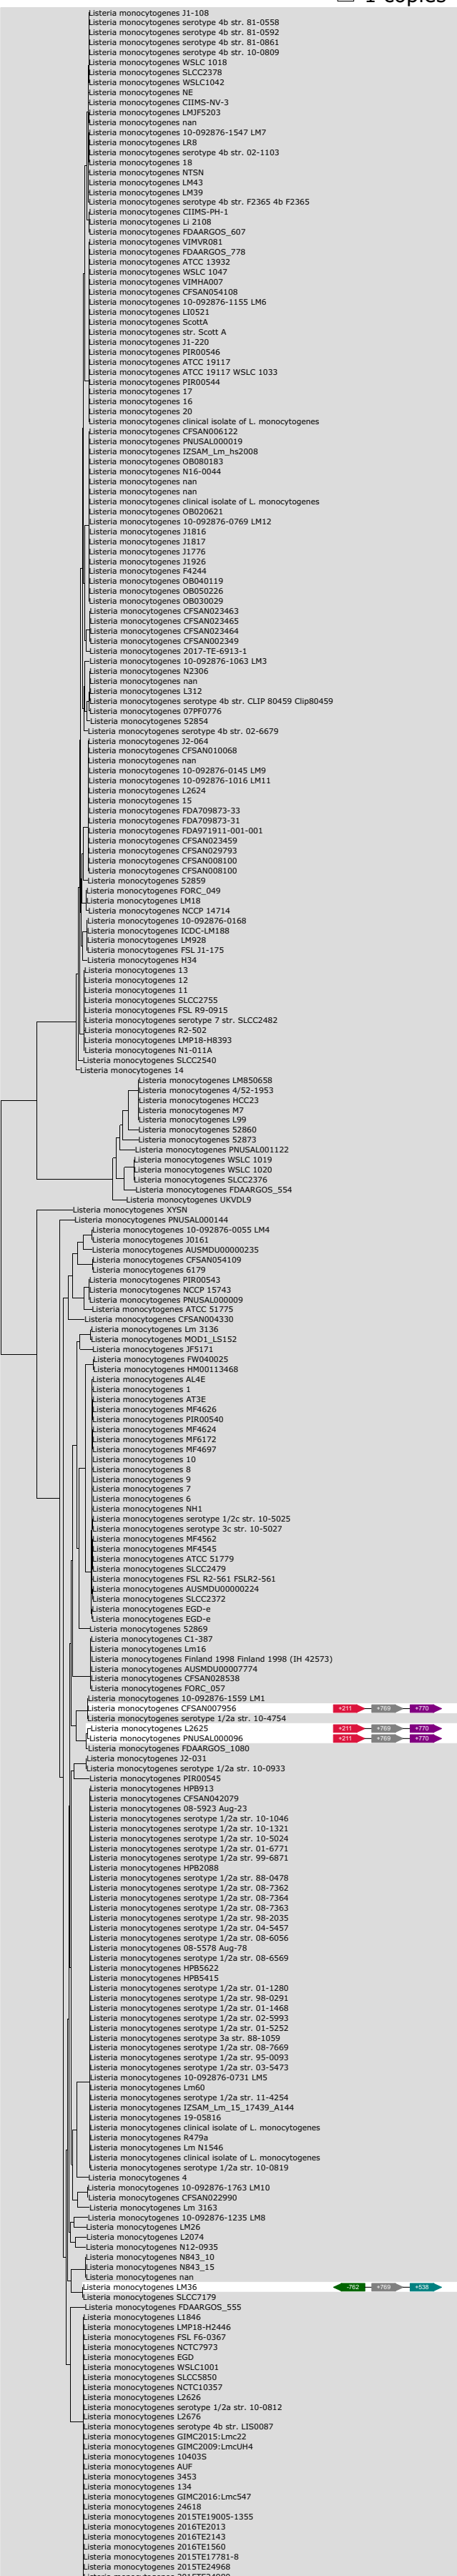 1 copies
Listeria monocytogenes J1-108
Listeria monocytogenes serotype 4b str. 81-0558
Listeria monocytogenes serotype 4b str. 81-0592
Listeria monocytogenes serotype 4b str. 81-0861
Listeria monocytogenes serotype 4b str. 10-0809
Listeria monocytogenes WSLC 1018
Listeria monocytogenes SLCC2378
Listeria monocytogenes WSLC1042
Listeria monocytogenes NE
Listeria monocytogenes CIIMS-NV-3
Listeria monocytogenes LMJF5203
Listeria monocytogenes nan
Listeria monocytogenes 10-092876-1547 LM7
Listeria monocytogenes LR8
Listeria monocytogenes serotype 4b str. 02-1103
Listeria monocytogenes 18
Listeria monocytogenes NTSN
Listeria monocytogenes LM43
Listeria monocytogenes LM39
Listeria monocytogenes serotype 4b str. F2365 4b F2365
Listeria monocytogenes CIIMS-PH-1
Listeria monocytogenes Li 2108
Listeria monocytogenes FDAARGOS_607
Listeria monocytogenes VIMVR081
Listeria monocytogenes FDAARGOS_778
Listeria monocytogenes ATCC 13932
Listeria monocytogenes WSLC 1047
Listeria monocytogenes VIMHA007
Listeria monocytogenes CFSAN054108
Listeria monocytogenes 10-092876-1155 LM6
Listeria monocytogenes LI0521
Listeria monocytogenes ScottA
Listeria monocytogenes str. Scott A
Listeria monocytogenes J1-220
Listeria monocytogenes PIR00546
Listeria monocytogenes ATCC 19117
Listeria monocytogenes ATCC 19117 WSLC 1033
Listeria monocytogenes PIR00544
Listeria monocytogenes 17
Listeria monocytogenes 16
Listeria monocytogenes 20
Listeria monocytogenes clinical isolate of L. monocytogenes
Listeria monocytogenes CFSAN006122
Listeria monocytogenes PNUSAL000019
Listeria monocytogenes IZSAM_Lm_hs2008
Listeria monocytogenes OB080183
Listeria monocytogenes N16-0044
Listeria monocytogenes nan
Listeria monocytogenes nan
Listeria monocytogenes clinical isolate of L. monocytogenes
Listeria monocytogenes OB020621
Listeria monocytogenes 10-092876-0769 LM12
Listeria monocytogenes J1816
Listeria monocytogenes J1817
Listeria monocytogenes J1776
Listeria monocytogenes J1926
Listeria monocytogenes F4244
Listeria monocytogenes OB040119
Listeria monocytogenes OB050226
Listeria monocytogenes OB030029
Listeria monocytogenes CFSAN023463
Listeria monocytogenes CFSAN023465
Listeria monocytogenes CFSAN023464
Listeria monocytogenes CFSAN002349
Listeria monocytogenes 2017-TE-6913-1
Listeria monocytogenes 10-092876-1063 LM3
Listeria monocytogenes N2306
Listeria monocytogenes nan
Listeria monocytogenes L312
Listeria monocytogenes serotype 4b str. CLIP 80459 Clip80459
Listeria monocytogenes 07PF0776
Listeria monocytogenes 52854
Listeria monocytogenes serotype 4b str. 02-6679
Listeria monocytogenes J2-064
Listeria monocytogenes CFSAN010068
Listeria monocytogenes nan
Listeria monocytogenes 10-092876-0145 LM9
Listeria monocytogenes 10-092876-1016 LM11
Listeria monocytogenes L2624
Listeria monocytogenes 15
Listeria monocytogenes FDA709873-33
Listeria monocytogenes FDA709873-31
Listeria monocytogenes FDA971911-001-001
Listeria monocytogenes CFSAN023459
Listeria monocytogenes CFSAN029793
Listeria monocytogenes CFSAN008100
Listeria monocytogenes CFSAN008100
Listeria monocytogenes 52859
Listeria monocytogenes FORC_049
Listeria monocytogenes LM18
Listeria monocytogenes NCCP 14714
Listeria monocytogenes 10-092876-0168
Listeria monocytogenes ICDC-LM188
Listeria monocytogenes LM928
Listeria monocytogenes FSL J1-175
Listeria monocytogenes H34
Listeria monocytogenes 13
Listeria monocytogenes 12
Listeria monocytogenes 11
Listeria monocytogenes SLCC2755
Listeria monocytogenes FSL R9-0915
Listeria monocytogenes serotype 7 str. SLCC2482
Listeria monocytogenes R2-502
Listeria monocytogenes LMP18-H8393
Listeria monocytogenes N1-011A
Listeria monocytogenes SLCC2540
Listeria monocytogenes 14
Listeria monocytogenes LM850658
Listeria monocytogenes 4/52-1953
Listeria monocytogenes HCC23
Listeria monocytogenes M7
Listeria monocytogenes L99
Listeria monocytogenes 52860
Listeria monocytogenes 52873
Listeria monocytogenes PNUSAL001122
Listeria monocytogenes WSLC 1019
Listeria monocytogenes WSLC 1020
Listeria monocytogenes SLCC2376
Listeria monocytogenes FDAARGOS_554
Listeria monocytogenes UKVDL9
Listeria monocytogenes XYSN
Listeria monocytogenes PNUSAL000144
Listeria monocytogenes 10-092876-0055 LM4
Listeria monocytogenes J0161
Listeria monocytogenes AUSMDU00000235
Listeria monocytogenes CFSAN054109
Listeria monocytogenes 6179
Listeria monocytogenes PIR00543
Listeria monocytogenes NCCP 15743
Listeria monocytogenes PNUSAL000009
Listeria monocytogenes ATCC 51775
Listeria monocytogenes CFSAN004330
Listeria monocytogenes Lm 3136
Listeria monocytogenes MOD1_LS152
Listeria monocytogenes JF5171
Listeria monocytogenes FW040025
Listeria monocytogenes HM00113468
Listeria monocytogenes AL4E
Listeria monocytogenes 1
Listeria monocytogenes AT3E
Listeria monocytogenes MF4626
Listeria monocytogenes PIR00540
Listeria monocytogenes MF4624
Listeria monocytogenes MF6172
Listeria monocytogenes MF4697
Listeria monocytogenes 10
Listeria monocytogenes 8
Listeria monocytogenes 9
Listeria monocytogenes 7
Listeria monocytogenes 6
Listeria monocytogenes NH1
Listeria monocytogenes serotype 1/2c str. 10-5025
Listeria monocytogenes serotype 3c str. 10-5027
Listeria monocytogenes MF4562
Listeria monocytogenes MF4545
Listeria monocytogenes ATCC 51779
Listeria monocytogenes SLCC2479
Listeria monocytogenes FSL R2-561 FSLR2-561
Listeria monocytogenes AUSMDU00000224
Listeria monocytogenes SLCC2372
Listeria monocytogenes EGD-e
Listeria monocytogenes EGD-e
Listeria monocytogenes 52869
Listeria monocytogenes C1-387
Listeria monocytogenes Lm16
Listeria monocytogenes Finland 1998 Finland 1998 (IH 42573)
Listeria monocytogenes AUSMDU00007774
Listeria monocytogenes CFSAN028538
Listeria monocytogenes FORC_057
Listeria monocytogenes 10-092876-1559 LM1
Listeria monocytogenes CFSAN007956 +211 +769 +770
Listeria monocytogenes serotype 1/2a str. 10-4754
Listeria monocytogenes L2625 +211 +769 +770
Listeria monocytogenes PNUSAL000096 +211 +769 +770
Listeria monocytogenes FDAARGOS_1080
Listeria monocytogenes J2-031
Listeria monocytogenes serotype 1/2a str. 10-0933
Listeria monocytogenes PIR00545
Listeria monocytogenes HPB913
Listeria monocytogenes CFSAN042079
Listeria monocytogenes 08-5923 Aug-23
Listeria monocytogenes serotype 1/2a str. 10-1046
Listeria monocytogenes serotype 1/2a str. 10-1321
Listeria monocytogenes serotype 1/2a str. 10-5024
Listeria monocytogenes serotype 1/2a str. 01-6771
Listeria monocytogenes serotype 1/2a str. 99-6871
Listeria monocytogenes HPB2088
Listeria monocytogenes serotype 1/2a str. 88-0478
Listeria monocytogenes serotype 1/2a str. 08-7362
Listeria monocytogenes serotype 1/2a str. 08-7364
Listeria monocytogenes serotype 1/2a str. 08-7363
Listeria monocytogenes serotype 1/2a str. 98-2035
Listeria monocytogenes serotype 1/2a str. 04-5457
Listeria monocytogenes serotype 1/2a str. 08-6056
Listeria monocytogenes 08-5578 Aug-78
Listeria monocytogenes serotype 1/2a str. 08-6569
Listeria monocytogenes HPB5622
Listeria monocytogenes HPB5415
Listeria monocytogenes serotype 1/2a str. 01-1280
Listeria monocytogenes serotype 1/2a str. 98-0291
Listeria monocytogenes serotype 1/2a str. 01-1468
Listeria monocytogenes serotype 1/2a str. 02-5993
Listeria monocytogenes serotype 1/2a str. 01-5252
Listeria monocytogenes serotype 3a str. 88-1059
Listeria monocytogenes serotype 1/2a str. 08-7669
Listeria monocytogenes serotype 1/2a str. 95-0093
Listeria monocytogenes serotype 1/2a str. 03-5473
Listeria monocytogenes 10-092876-0731 LM5
Listeria monocytogenes Lm60
Listeria monocytogenes serotype 1/2a str. 11-4254
Listeria monocytogenes IZSAM_Lm_15_17439_A144
Listeria monocytogenes 19-05816
Listeria monocytogenes clinical isolate of L. monocytogenes
Listeria monocytogenes R479a
Listeria monocytogenes Lm N1546
Listeria monocytogenes clinical isolate of L. monocytogenes
Listeria monocytogenes serotype 1/2a str. 10-0819
Listeria monocytogenes 4
Listeria monocytogenes 10-092876-1763 LM10
Listeria monocytogenes CFSAN022990
Listeria monocytogenes Lm 3163
Listeria monocytogenes 10-092876-1235 LM8
Listeria monocytogenes LM26
Listeria monocytogenes L2074
Listeria monocytogenes N12-0935
Listeria monocytogenes N843_10
Listeria monocytogenes N843_15
Listeria monocytogenes nan
Listeria monocytogenes LM36 -762 +769 +536
Listeria monocytogenes SLCC7179
Listeria monocytogenes FDAARGOS_555
Listeria monocytogenes L1846
Listeria monocytogenes LMP18-H2446
Listeria monocytogenes FSL F6-0367
Listeria monocytogenes NCTC7973
Listeria monocytogenes EGD
Listeria monocytogenes WSLC1001
Listeria monocytogenes SLCC5850
Listeria monocytogenes NCTC10357
Listeria monocytogenes L2626
Listeria monocytogenes serotype 1/2a str. 10-0812
Listeria monocytogenes L2676
Listeria monocytogenes serotype 4b str. LIS0087
Listeria monocytogenes GIMC2015:Lmc22
Listeria monocytogenes GIMC2009:LmcUH4
Listeria monocytogenes 10403S
Listeria monocytogenes AUF
Listeria monocytogenes 3453
Listeria monocytogenes 134
Listeria monocytogenes GIMC2016:Lmc547
Listeria monocytogenes 24618
Listeria monocytogenes 2015TE19005-1355
Listeria monocytogenes 2016TE2013
Listeria monocytogenes 2016TE2143
Listeria monocytogenes 2016TE1560
Listeria monocytogenes 2015TE17781-8
Listeria monocytogenes 2015TE24968